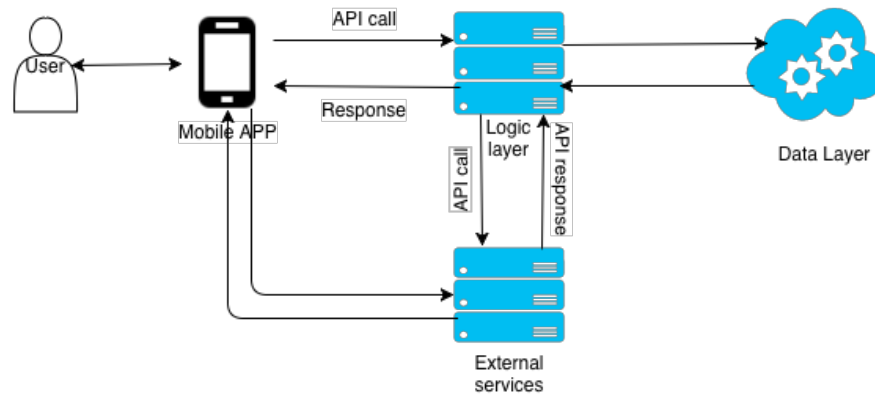 API call
User
Response
Mobile APP
Logic
layer
API call
API response
Data Layer
External
services